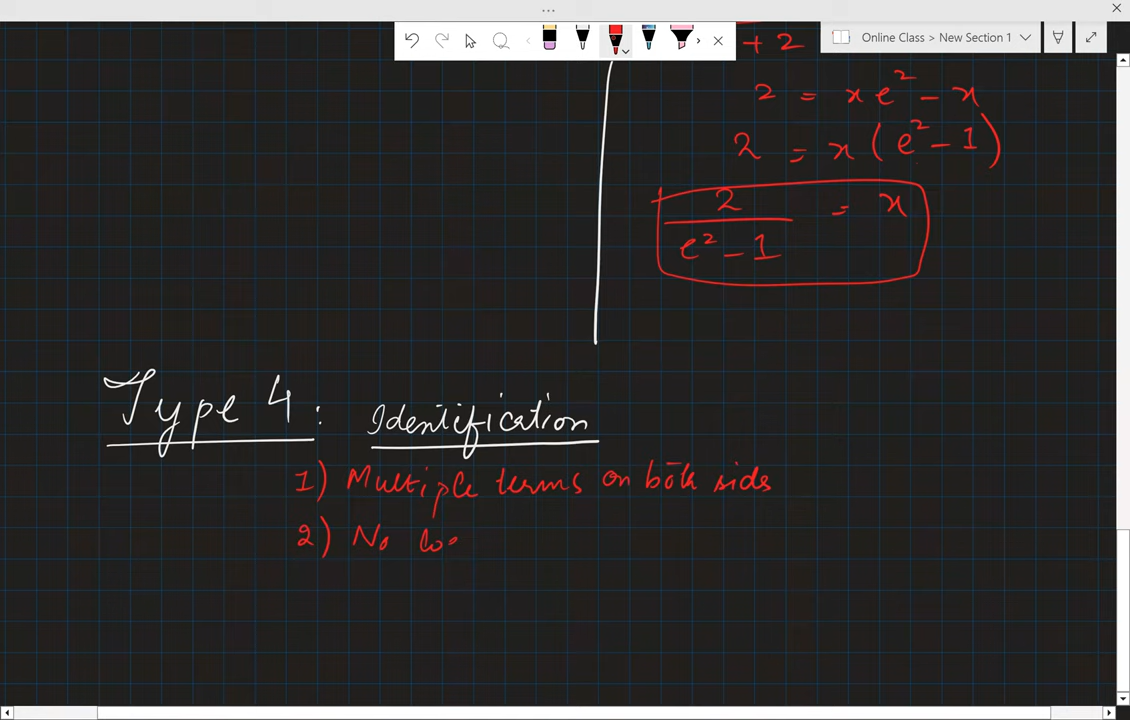 Online Class > New Section 1
+ 2
2 = xe² - x
2 = x (e² - 1)
2 / e² - 1 = x
Type 4 : Identification
1) Multiple terms on both sides
2) No